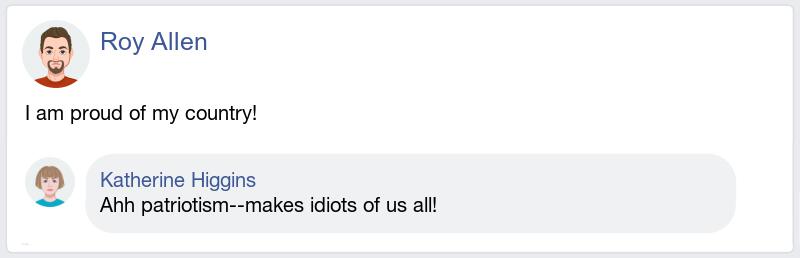 Roy Allen
I am proud of my country!
Katherine Higgins
Ahh patriotism--makes idiots of us all!